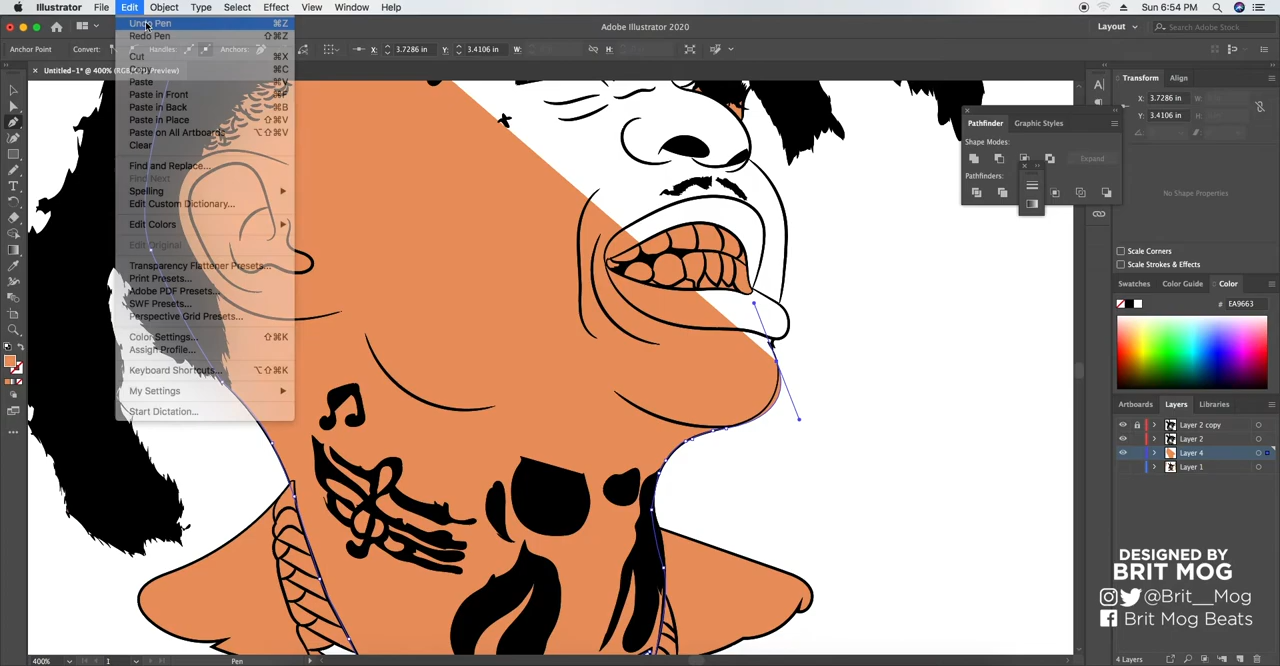 Illustrator File Edit Object Type Select Effect View Window Help
Sun 6:54 PM
Adobe Illustrator 2020
Layout
Search Adobe Stock
Anchor Point Convert: Handles: Anchors: X: 3.7286 in Y: 3.4106 in W: H:
Untitled-1* @ 400% (RGB/Preview)
Undo Pen ⌘Z
Redo Pen ⇧⌘Z
Cut ⌘X
Copy ⌘C
Paste ⌘V
Paste in Front ⌘F
Paste in Back ⌘B
Paste in Place ⇧⌘V
Paste on All Artboards ⌥⇧⌘V
Clear
Find and Replace...
Find Next
Spelling
Edit Custom Dictionary...
Edit Colors
Edit Original
Transparency Flattener Presets...
Print Presets...
Adobe PDF Presets...
SWF Presets...
Perspective Grid Presets...
Color Settings... ⇧⌘K
Assign Profile...
Keyboard Shortcuts... ⌥⇧⌘K
My Settings
Start Dictation...
Pathfinder Graphic Styles
Shape Modes:
Expand
Pathfinders:
Transform Align
X: 3.7286 in W:
Y: 3.4106 in H:
No Shape Properties
Scale Corners
Scale Strokes & Effects
Swatches Color Guide Color
# EA9663
Artboards Layers Libraries
Layer 2 copy
Layer 2
Layer 4
Layer 1
DESIGNED BY
BRIT MOG
@Brit__Mog
Brit Mog Beats
400% 1 Pen
4 Layers